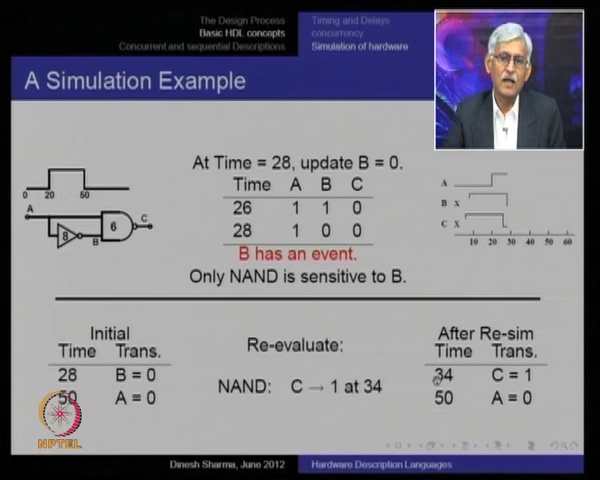 The Design Process
Basic HDL concepts
Concurrent and sequential Descriptions
Timing and Delays
concurrency
Simulation of hardware
A Simulation Example
At Time = 28, update B = 0.
Time A B C
26 1 1 0
28 1 0 0
B has an event.
Only NAND is sensitive to B.
0 20 50
A
8
B
6
C
A
B X
C X
10 20 30 40 50 60
Initial
Time Trans.
28 B = 0
50 A = 0
Re-evaluate:
NAND: C → 1 at 34
After Re-sim
Time Trans.
34 C = 1
50 A = 0
NPTEL
Dinesh Sharma, June 2012
Hardware Description Languages